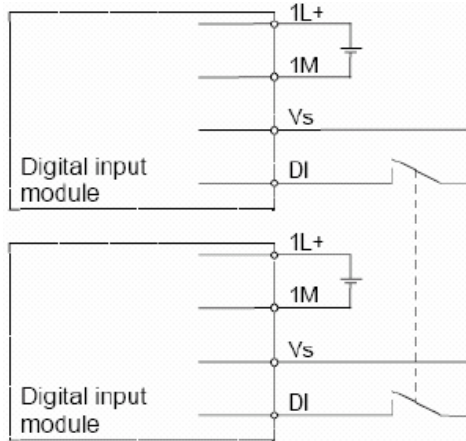 1L+
1M
Vs
Digital input
module
DI
1L+
1M
Vs
Digital input
module
DI